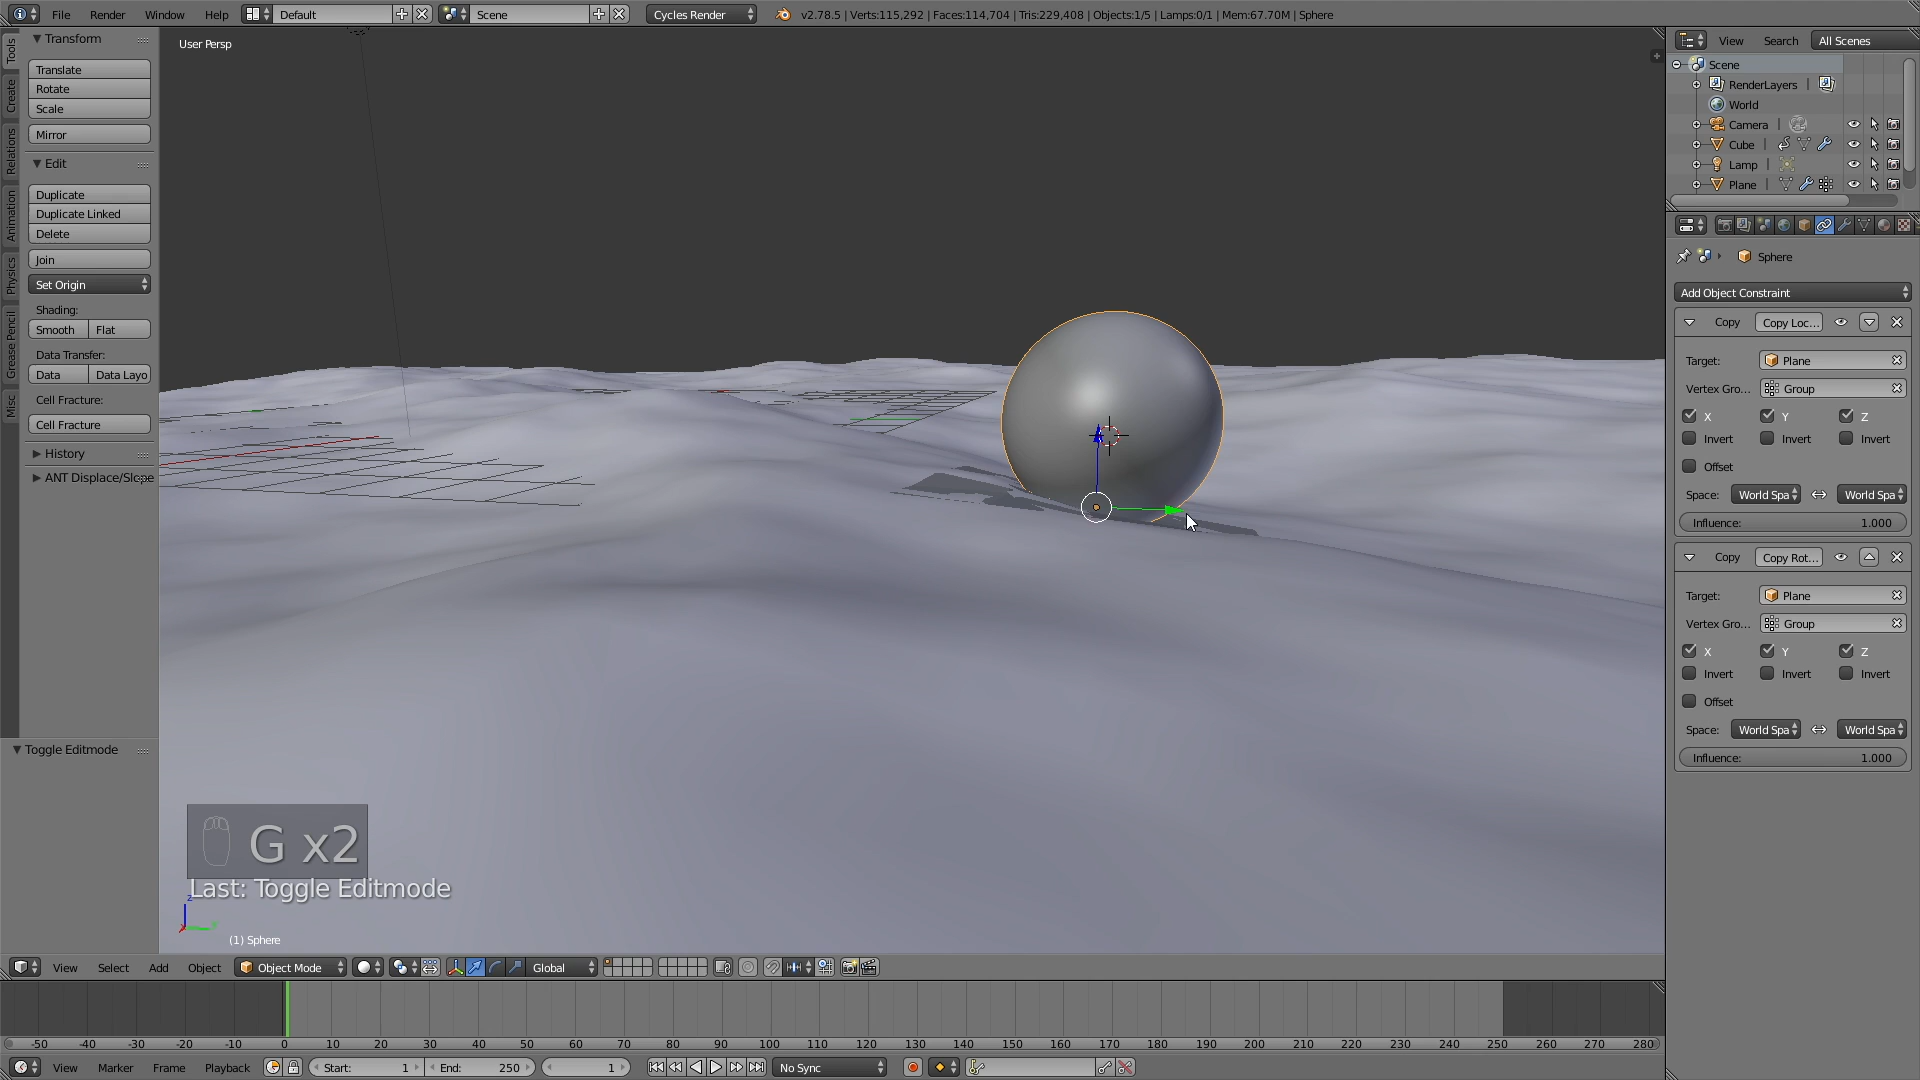 File Render Window Help Default Scene Cycles Render v2.78.5 | Verts:115,292 | Faces:114,704 | Tris:229,408 | Objects:1/5 | Lamps:0/1 | Mem:67.70M | Sphere
Tools
Create
Relations
Animation
Physics
Grease Pencil
Misc
Transform
Translate
Rotate
Scale
Mirror
Edit
Duplicate
Duplicate Linked
Delete
Join
Set Origin
Shading:
Smooth Flat
Data Transfer:
Data Data Layo
Cell Fracture:
Cell Fracture
History
ANT Displace/Slope
Toggle Editmode
User Persp
G x2
Last: Toggle Editmode
z
(1) Sphere
View Search All Scenes
Scene
RenderLayers |
World
Camera |
Cube |
Lamp |
Plane |
Sphere
Add Object Constraint
Copy Copy Loc...
Target: Plane
Vertex Gro... Group
X Y Z
Invert Invert Invert
Offset
Space: World Spa World Spa
Influence: 1.000
Copy Copy Rot...
Target: Plane
Vertex Gro... Group
X Y Z
Invert Invert Invert
Offset
Space: World Spa World Spa
Influence: 1.000
View Select Add Object Object Mode Global
-50 -40 -30 -20 -10 0 10 20 30 40 50 60 70 80 90 100 110 120 130 140 150 160 170 180 190 200 210 220 230 240 250 260 270 280
View Marker Frame Playback Start: 1 End: 250 1 No Sync